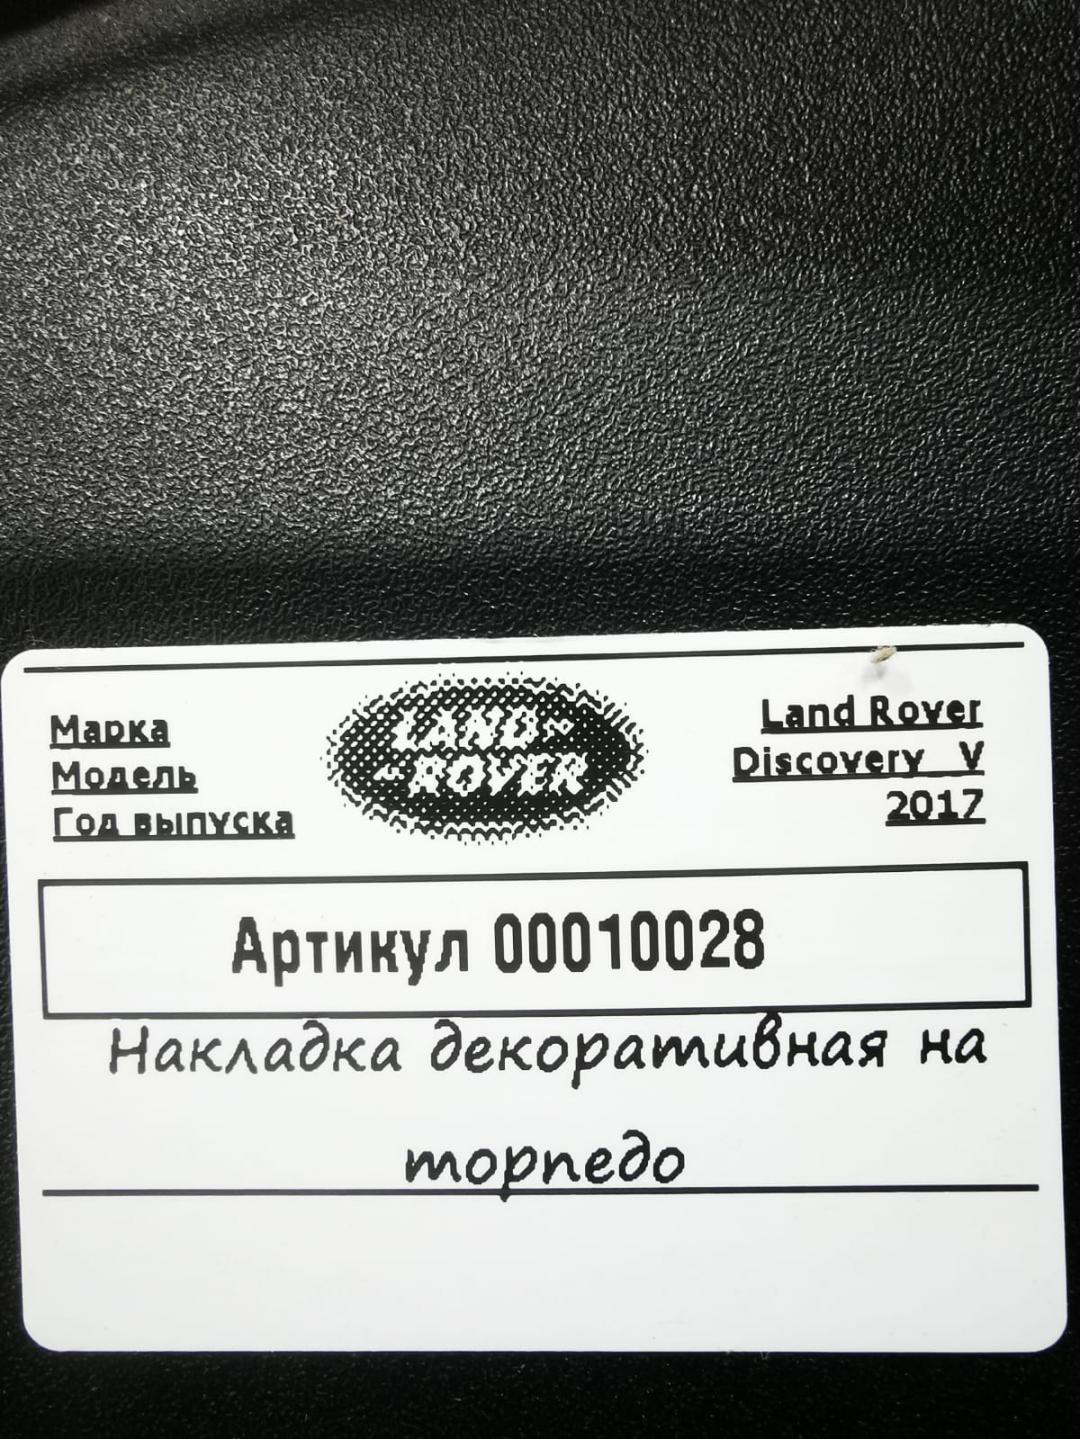 Марка
Модель
Год выпуска
LAND-
-ROVER
Land Rover
Discovery V
2017
Артикул 00010028
Накладка декоративная на
торпедо